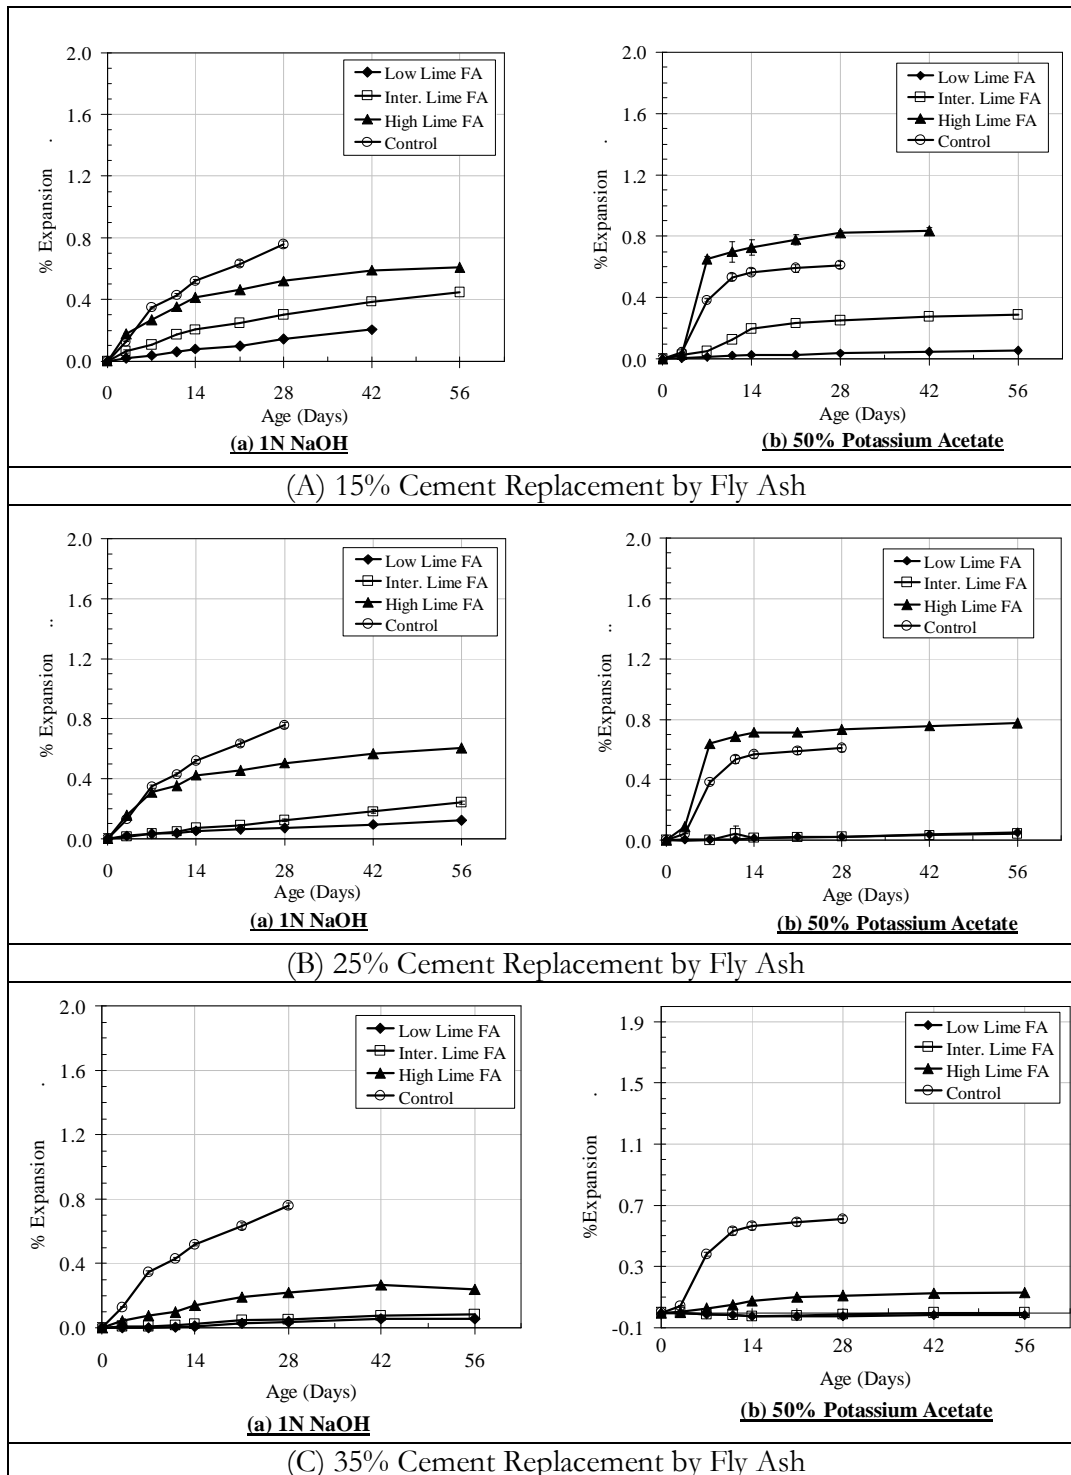 2.0
1.6
1.2
0.8
0.4
0.0
% Expansion
Low Lime FA
Inter. Lime FA
High Lime FA
Control
0 14 28 42 56
Age (Days)
(a) 1N NaOH
2.0
1.6
1.2
0.8
0.4
0.0
%Expansion
Low Lime FA
Inter. Lime FA
High Lime FA
Control
0 14 28 42 56
Age (Days)
(b) 50% Potassium Acetate
(A) 15% Cement Replacement by Fly Ash
2.0
1.6
1.2
0.8
0.4
0.0
% Expansion
Low Lime FA
Inter. Lime FA
High Lime FA
Control
0 14 28 42 56
Age (Days)
(a) 1N NaOH
2.0
1.6
1.2
0.8
0.4
0.0
%Expansion
Low Lime FA
Inter. Lime FA
High Lime FA
Control
0 14 28 42 56
Age (Days)
(b) 50% Potassium Acetate
(B) 25% Cement Replacement by Fly Ash
2.0
1.6
1.2
0.8
0.4
0.0
% Expansion
Low Lime FA
Inter. Lime FA
High Lime FA
Control
0 14 28 42 56
Age (Days)
(a) 1N NaOH
1.9
1.5
1.1
0.7
0.3
-0.1
%Expansion
Low Lime FA
Inter. Lime FA
High Lime FA
Control
0 14 28 42 56
Age (Days)
(b) 50% Potassium Acetate
(C) 35% Cement Replacement by Fly Ash